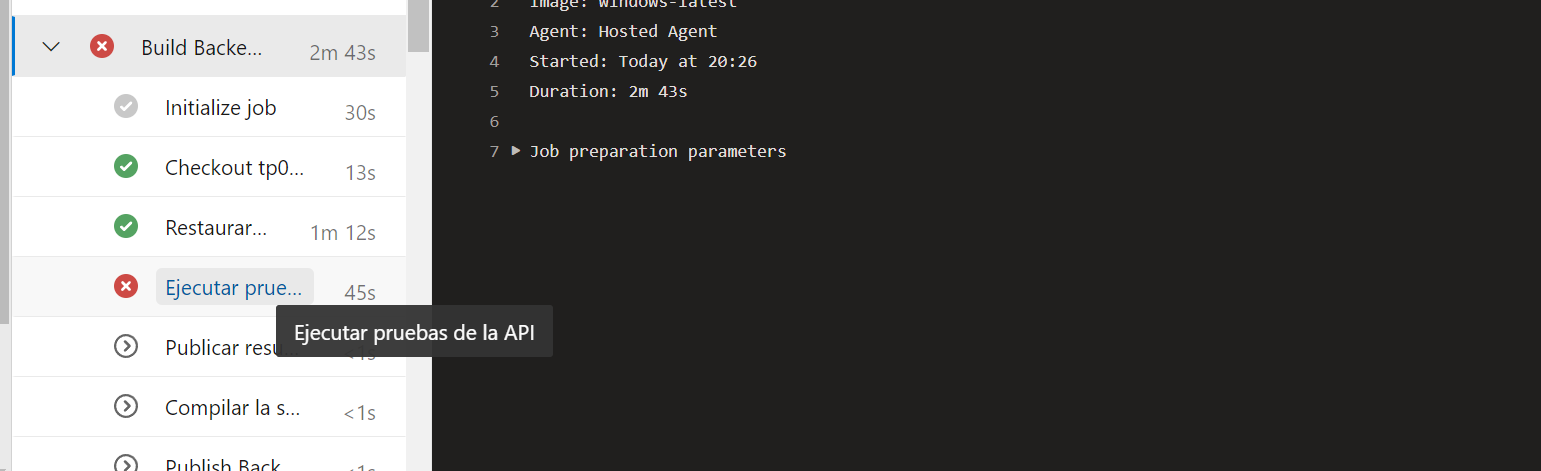 Build Backe... 2m 43s
Initialize job 30s
Checkout tp0... 13s
Restaurar... 1m 12s
Ejecutar prue... 45s
Ejecutar pruebas de la API
Publicar resu
Compilar la s... <1s
Publish Back
2 Image: windows-latest
3 Agent: Hosted Agent
4 Started: Today at 20:26
5 Duration: 2m 43s
6
7 Job preparation parameters